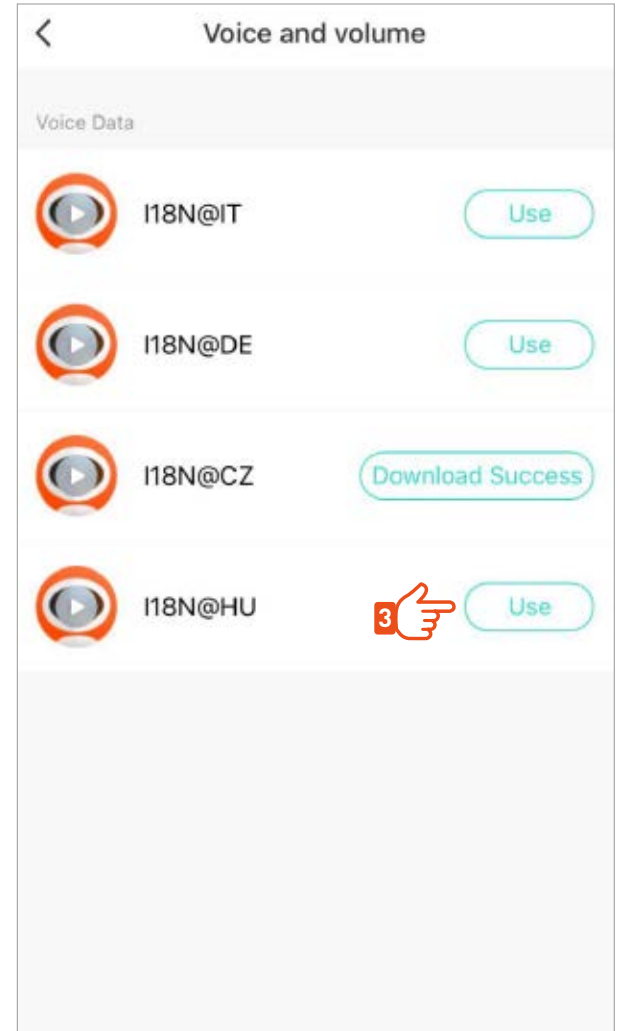 Voice and volume
Voice Data
I18N@IT
Use
I18N@DE
Use
I18N@CZ
Download Success
I18N@HU
3
Use